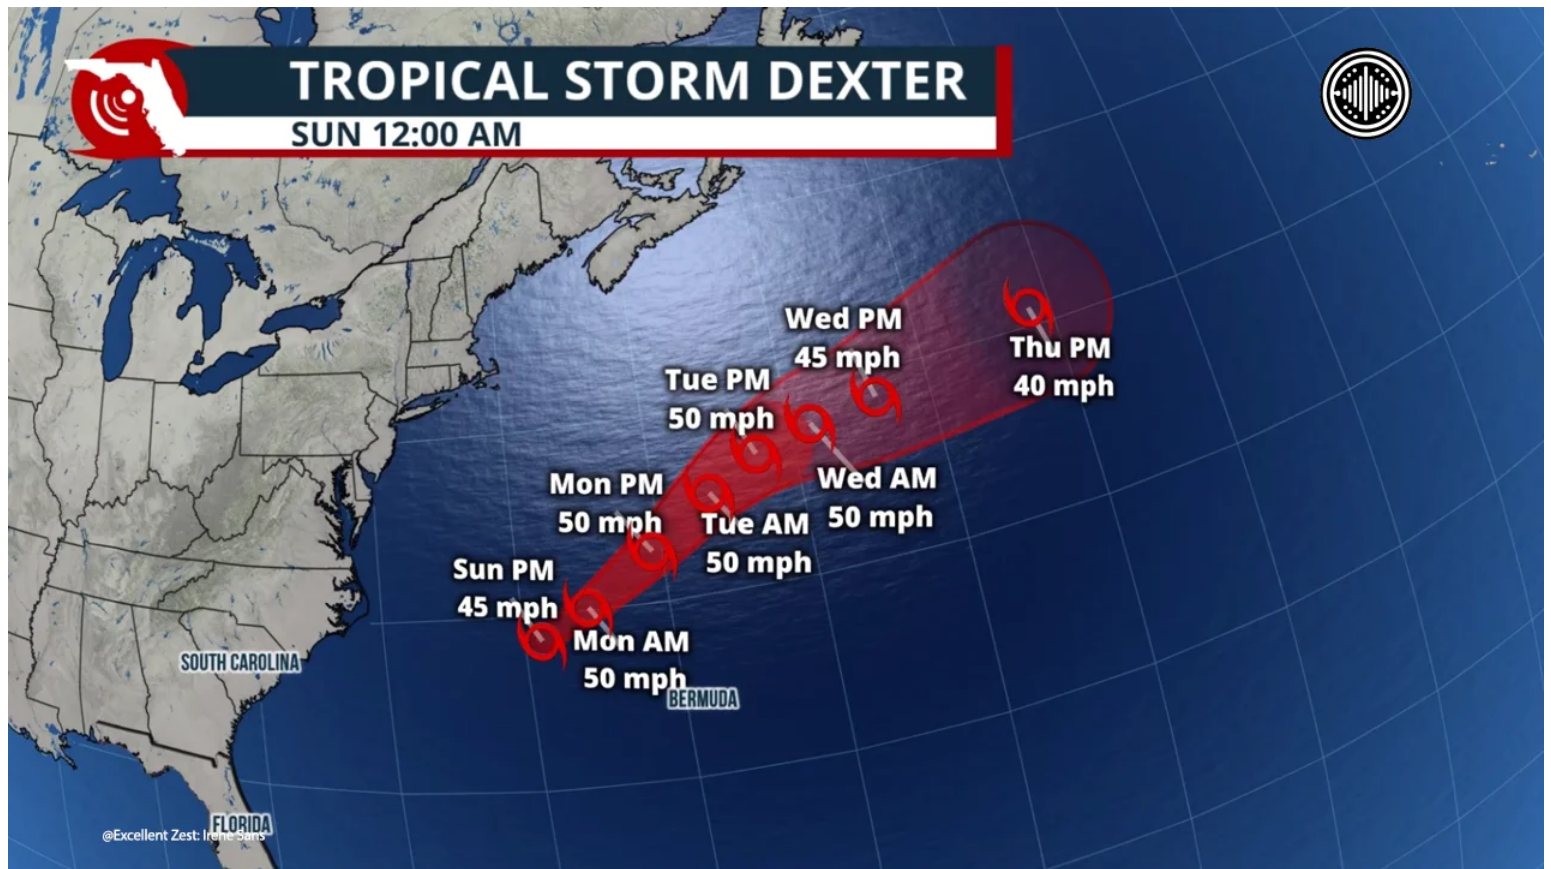 TROPICAL STORM DEXTER
SUN 12:00 AM
Wed PM
45 mph
Thu PM
40 mph
Tue PM
50 mph
Wed AM
50 mph
Mon PM
50 mph
Tue AM
50 mph
Sun PM
45 mph
Mon AM
50 mph
SOUTH CAROLINA
BERMUDA
FLORIDA
@Excellent Zest: Irene Sans